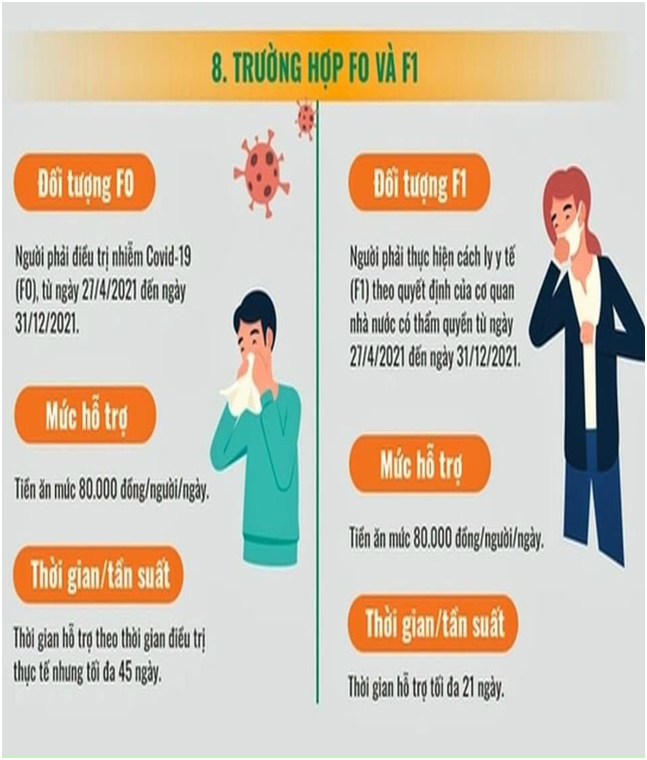 8. TRƯỜNG HỢP F0 VÀ F1
Đối tượng F0
Người phải điều trị nhiễm Covid-19
(F0), từ ngày 27/4/2021 đến ngày
31/12/2021.
Mức hỗ trợ
Tiền ăn mức 80.000 đồng/người/ngày.
Thời gian/tần suất
Thời gian hỗ trợ theo thời gian điều trị
thực tế nhưng tối đa 45 ngày.
Đối tượng F1
Người phải thực hiện cách ly y tế
(F1) theo quyết định của cơ quan
nhà nước có thẩm quyền từ ngày
27/4/2021 đến ngày 31/12/2021.
Mức hỗ trợ
Tiền ăn mức 80.000 đồng/người/ngày.
Thời gian/tần suất
Thời gian hỗ trợ tối đa 21 ngày.